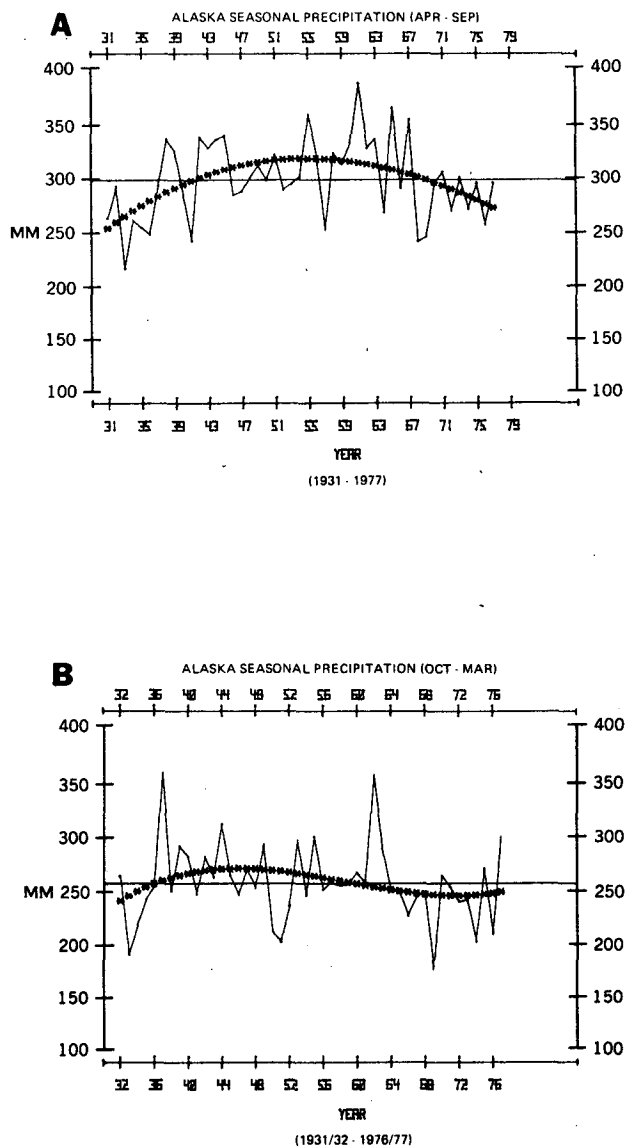 A
ALASKA SEASONAL PRECIPITATION (APR - SEP)
31 35 39 43 47 51 55 59 63 67 71 75 79
400 400
350 350
300 300
MM 250 250
200 200
150 150
100 100
31 35 39 43 47 51 55 59 63 67 71 75 79
YEAR
(1931 - 1977)
B
ALASKA SEASONAL PRECIPITATION (OCT - MAR)
32 36 40 44 48 52 56 60 64 68 72 76
400 400
350 350
300 300
MM 250 250
200 200
150 150
100 100
32 36 40 44 48 52 56 60 64 68 72 76
YEAR
(1931/32 - 1976/77)